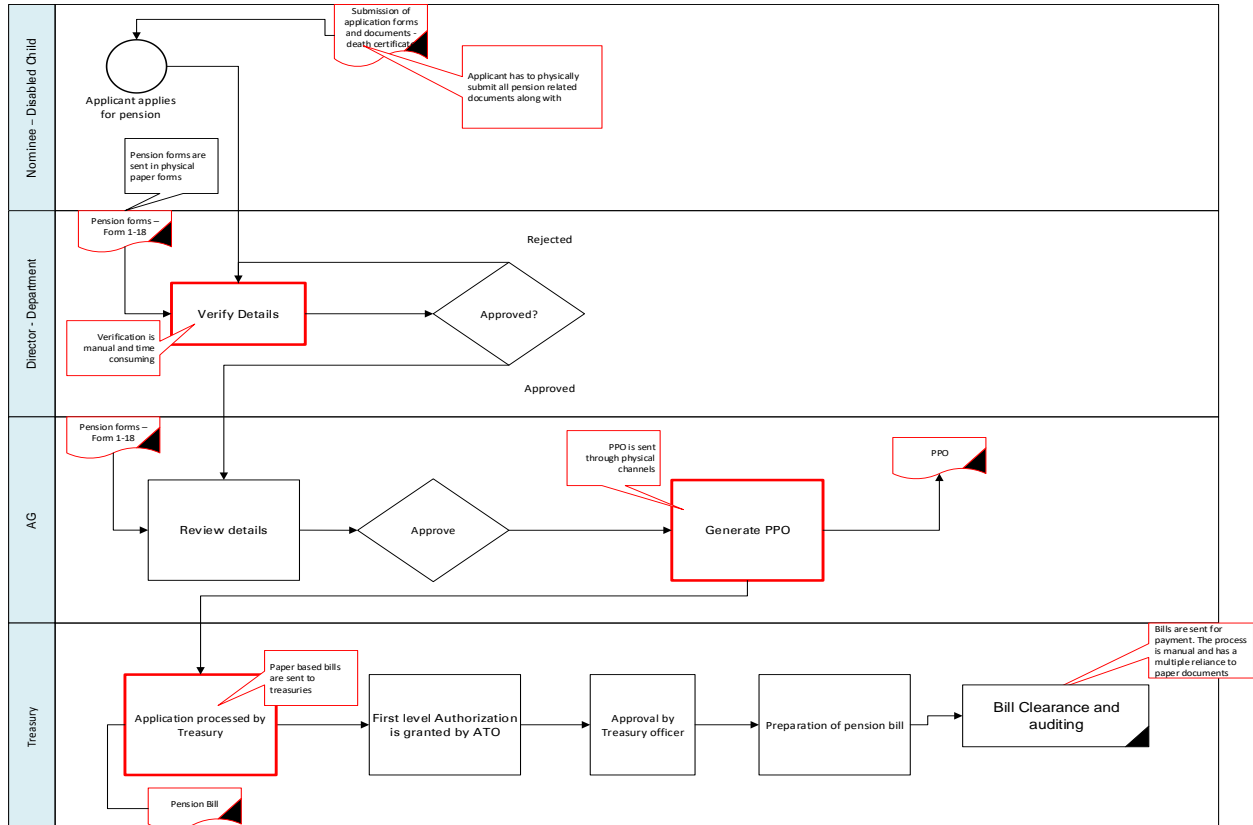 Nominee – Disabled Child
Submission of
application forms
and documents -
death certificate
Applicant has to physically
submit all pension related
documents along with
Applicant applies
for pension
Pension forms are
sent in physical
paper forms
Director - Department
Pension forms –
Form 1-18
Rejected
Verify Details
Approved?
Verification is
manual and time
consuming
Approved
AG
Pension forms –
Form 1-18
PPO is sent
through physical
channels
PPO
Review details
Approve
Generate PPO
Treasury
Bills are sent for
payment. The process
is manual and has a
multiple reliance to
paper documents
Paper based bills
are sent to
treasuries
Application processed by
Treasury
First level Authorization
is granted by ATO
Approval by
Treasury officer
Preparation of pension bill
Bill Clearance and
auditing
Pension Bill